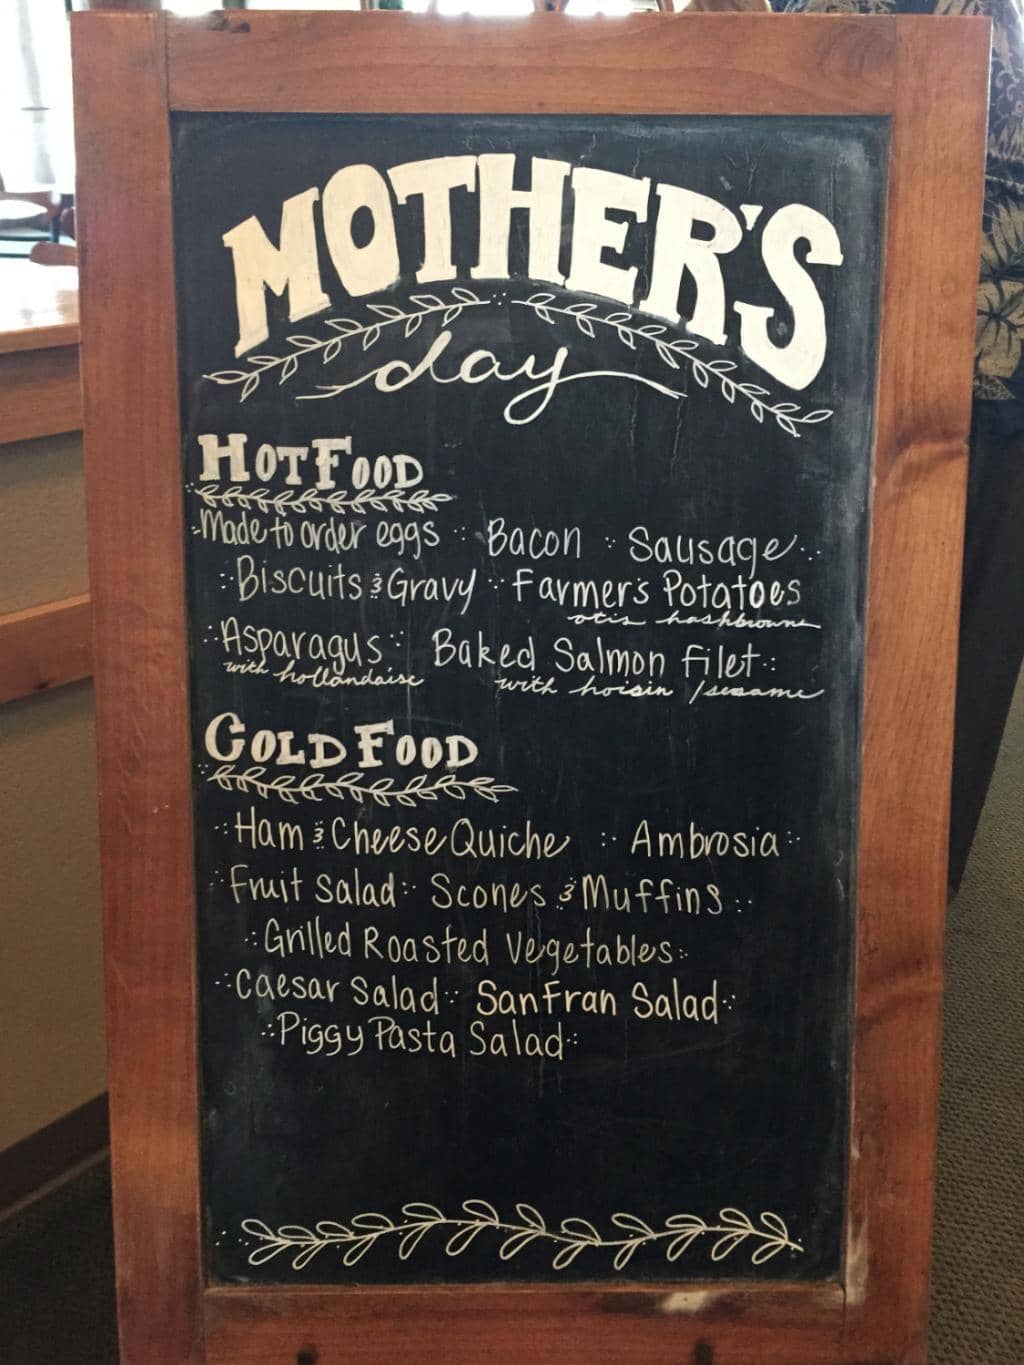 MOTHER'S
day
HOT FOOD
Made to order eggs Bacon Sausage
Biscuits & Gravy Farmer's Potatoes
otis hashbrowns
Asparagus Baked Salmon filet
with hollandaise with hoisin / sesame
COLD FOOD
Ham & Cheese Quiche Ambrosia
Fruit Salad Scones & Muffins
Grilled Roasted Vegetables
Caesar Salad San Fran Salad
Piggy Pasta Salad